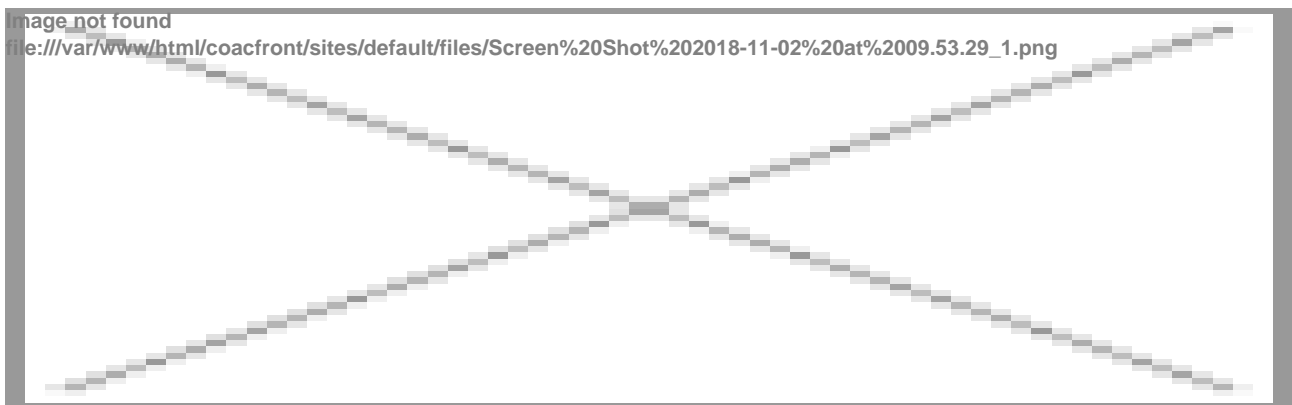 Image not found
file:///var/www/html/coacfront/sites/default/files/Screen%20Shot%202018-11-02%20at%2009.53.29_1.png